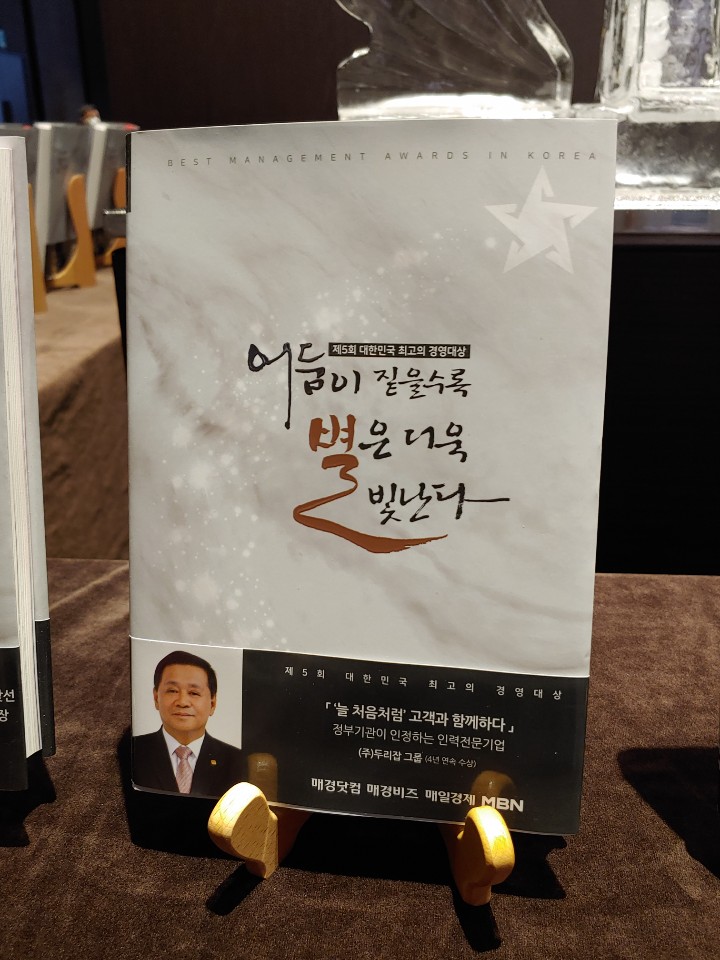 BEST MANAGEMENT AWARDS IN KOREA
제5회 대한민국 최고의 경영대상
어둠이 짙을수록
별은 더욱
빛난다
제5회 대한민국 최고의 경영대상
「'늘 처음처럼' 고객과 함께하다」
정부기관이 인정하는 인력전문기업
(주)두리잡 그룹 (4년 연속 수상)
매경닷컴 매경비즈 매일경제 MBN
선
장